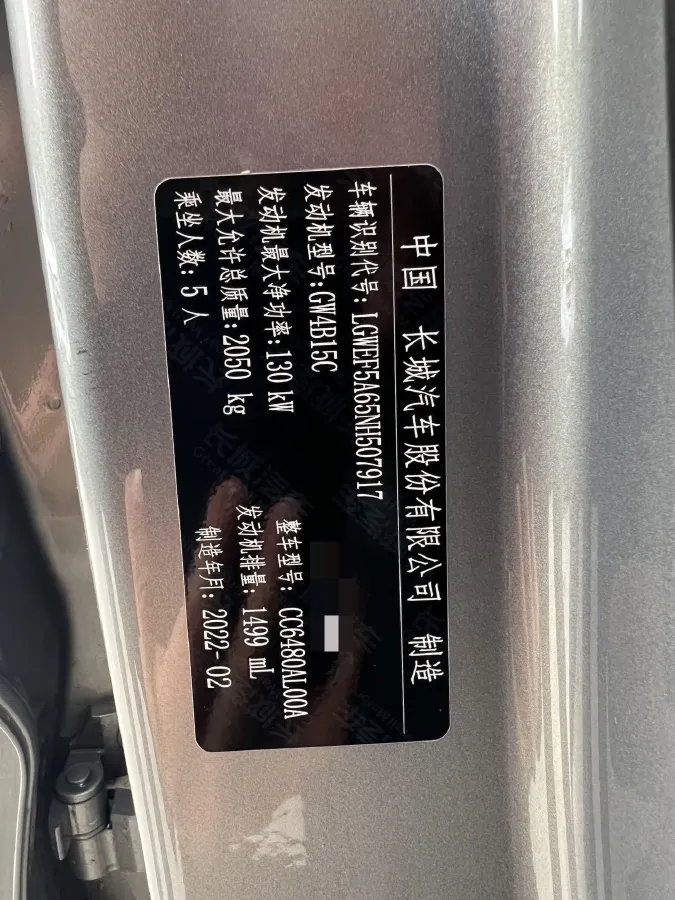 中国 长城汽车股份有限公司 制造
车辆识别代号: LGWEF5A65NH507917
发动机型号: GW4B15C
整车型号: CC6480AL00A
发动机最大净功率: 130 kW
发动机排量: 1499 mL
最大允许总质量: 2050 kg
制造年月: 2022-02
乘坐人数: 5 人